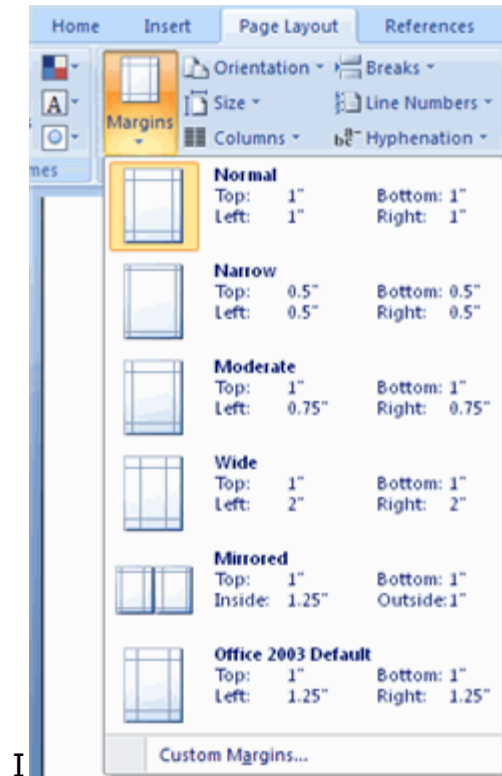 Home Insert Page Layout References
Orientation Breaks
A Size Line Numbers
Margins Columns Hyphenation
mes
Normal
Top: 1" Bottom: 1"
Left: 1" Right: 1"
Narrow
Top: 0.5" Bottom: 0.5"
Left: 0.5" Right: 0.5"
Moderate
Top: 1" Bottom: 1"
Left: 0.75" Right: 0.75"
Wide
Top: 1" Bottom: 1"
Left: 2" Right: 2"
Mirrored
Top: 1" Bottom: 1"
Inside: 1.25" Outside: 1"
Office 2003 Default
Top: 1" Bottom: 1"
Left: 1.25" Right: 1.25"
I Custom Margins...